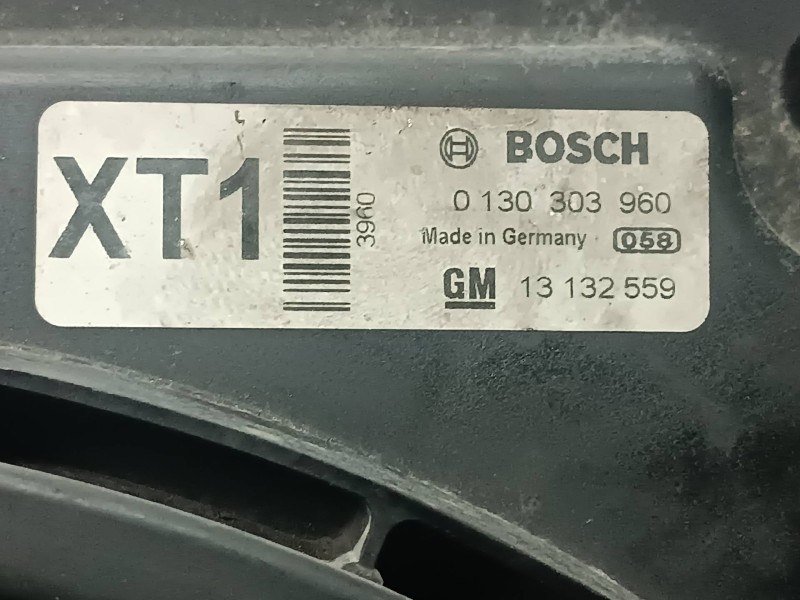 XT1
3960
BOSCH
0 130 303 960
Made in Germany 058
GM 13 132 559